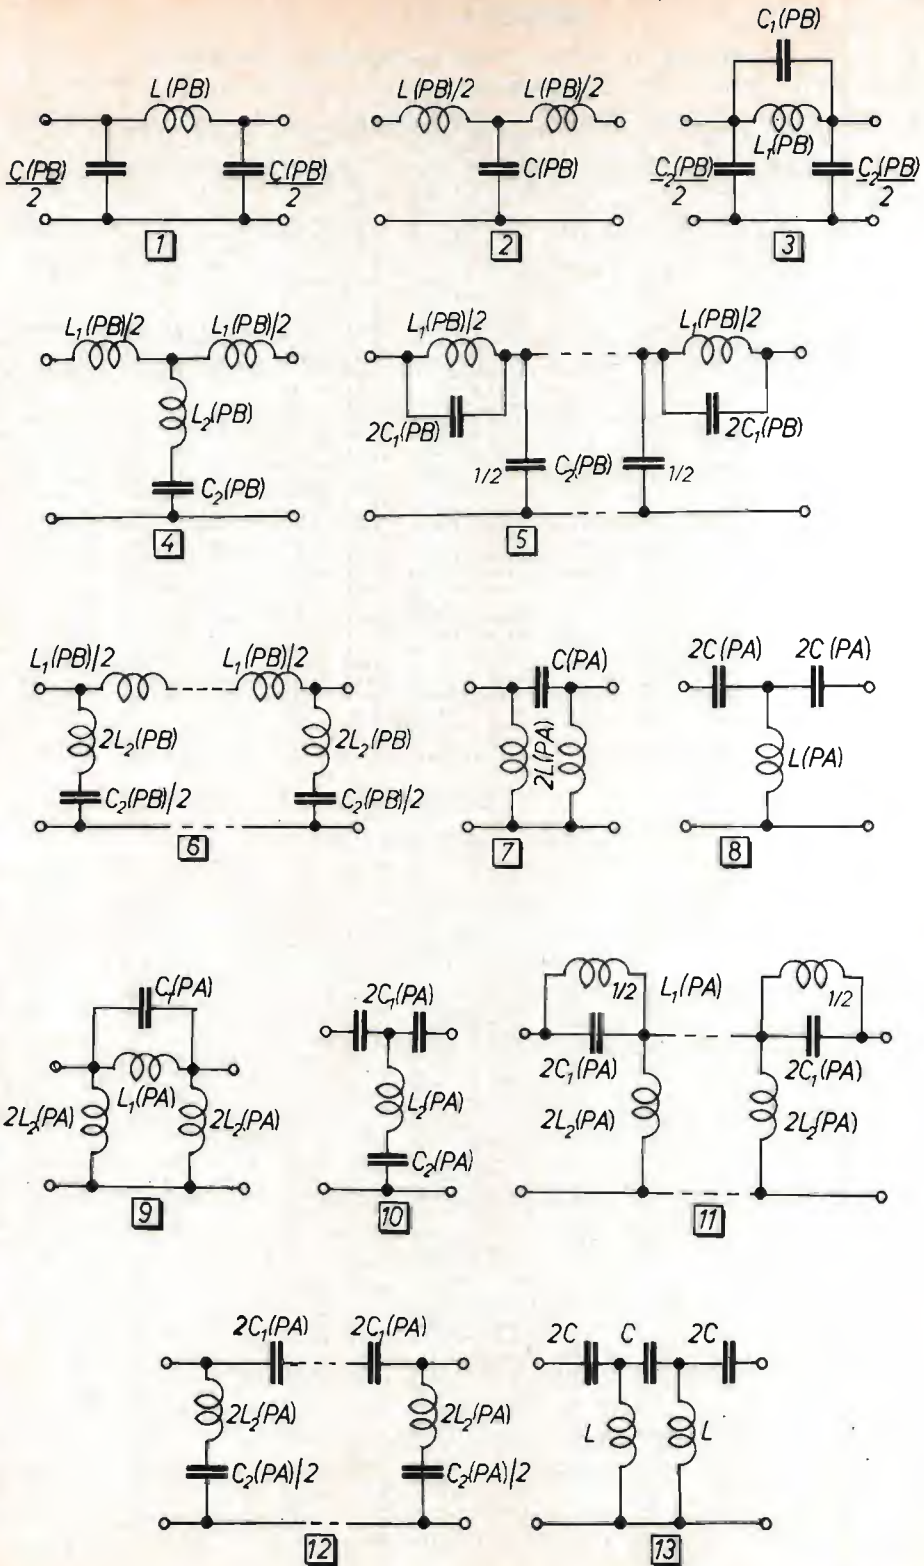 C₁(PB)
L(PB)
C(PB)/2
C(PB)/2
1
L(PB)/2 L(PB)/2
C(PB)
2
L₁(PB)
C₂(PB)/2
C₂(PB)/2
3
L₁(PB)/2 L₁(PB)/2
L₂(PB)
C₂(PB)
4
L₁(PB)/2 L₁(PB)/2
2C₁(PB) 2C₁(PB)
1/2 C₂(PB) 1/2
5
L₁(PB)/2 L₁(PB)/2
2L₂(PB) 2L₂(PB)
C₂(PB)/2 C₂(PB)/2
6
C(PA)
2L(PA)
7
2C(PA) 2C(PA)
L(PA)
8
C₁(PA)
L₁(PA)
2L₂(PA) 2L₂(PA)
9
2C₁(PA)
L₂(PA)
C₂(PA)
10
1/2 L₁(PA) 1/2
2C₁(PA) 2C₁(PA)
2L₂(PA) 2L₂(PA)
11
2C₁(PA) 2C₁(PA)
2L₂(PA) 2L₂(PA)
C₂(PA)/2 C₂(PA)/2
12
2C C 2C
L L
13